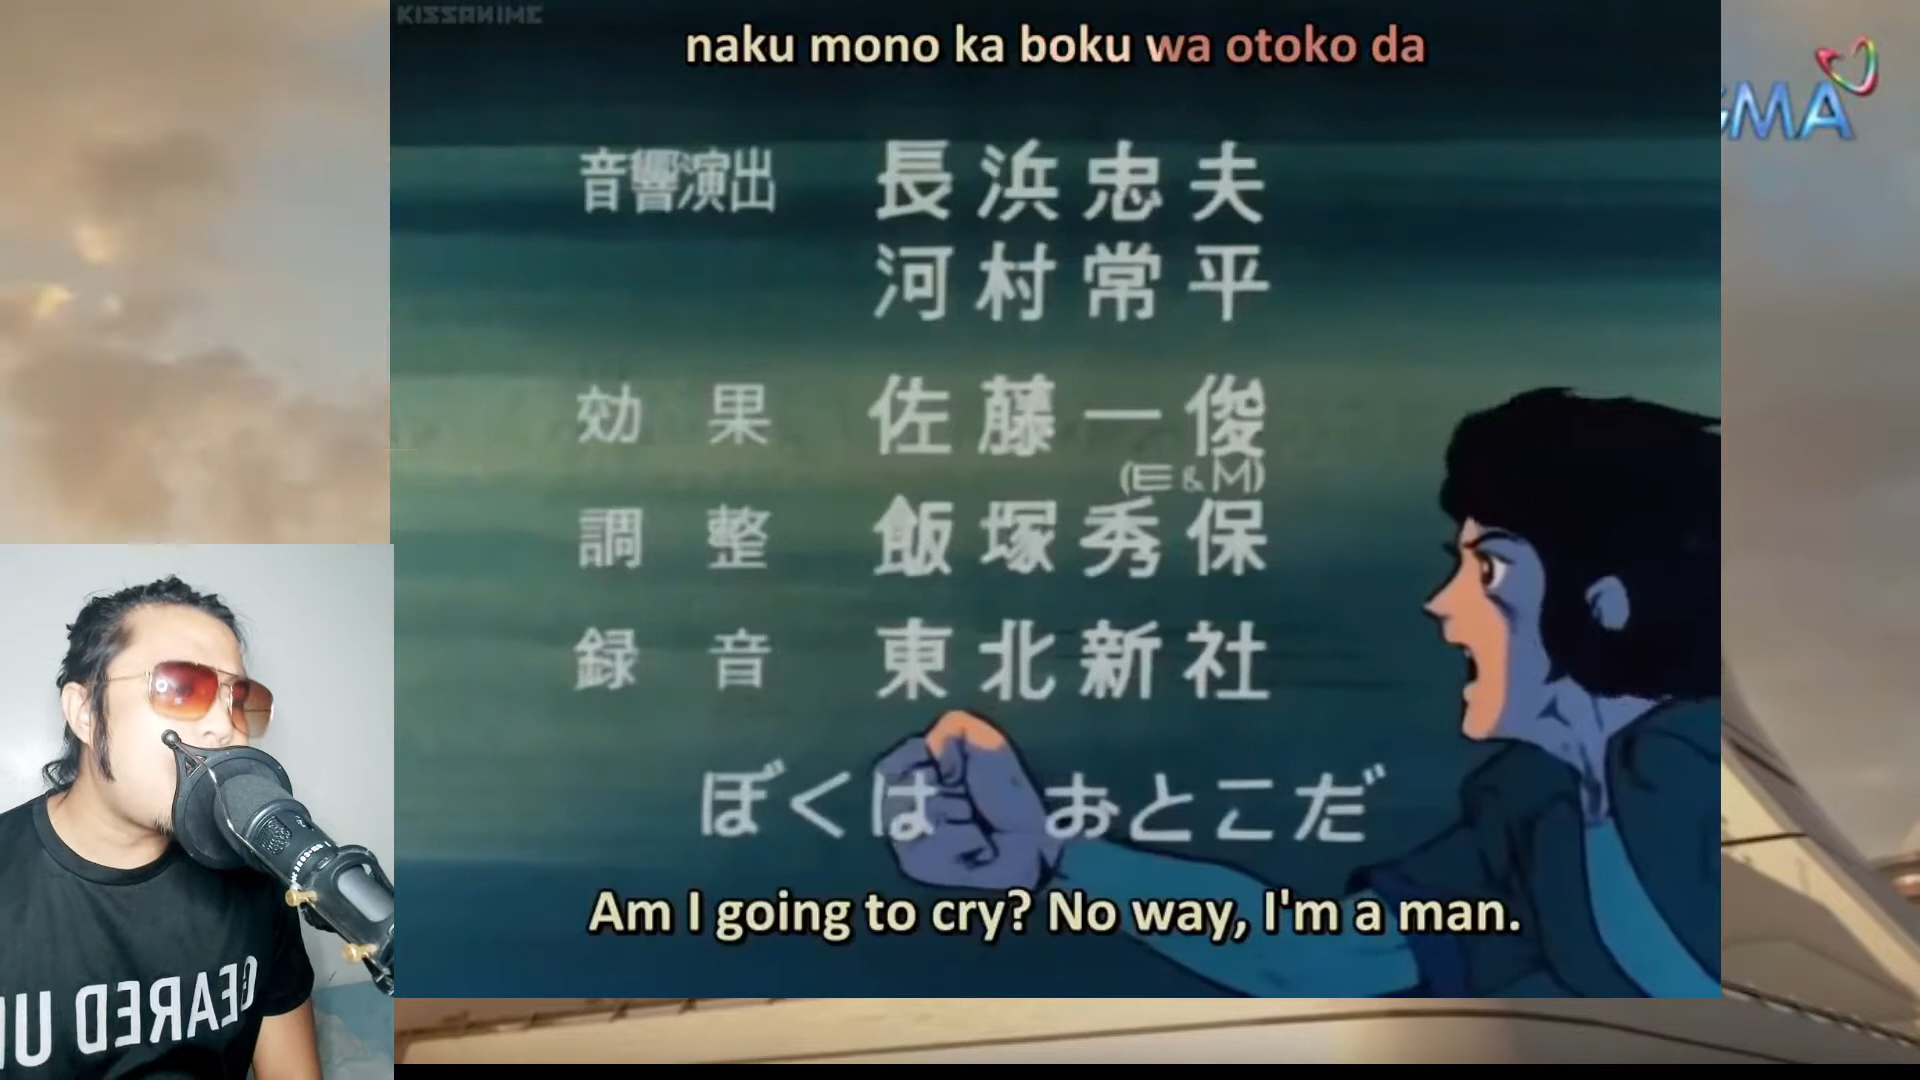 KISSANIME
naku mono ka boku wa otoko da
GMA
音響演出 長浜忠夫
河村常平
効果 佐藤一俊
(E&M)
調整 飯塚秀保
録音 東北新社
ぼくは おとこだ
Am I going to cry? No way, I'm a man.
GEARED U